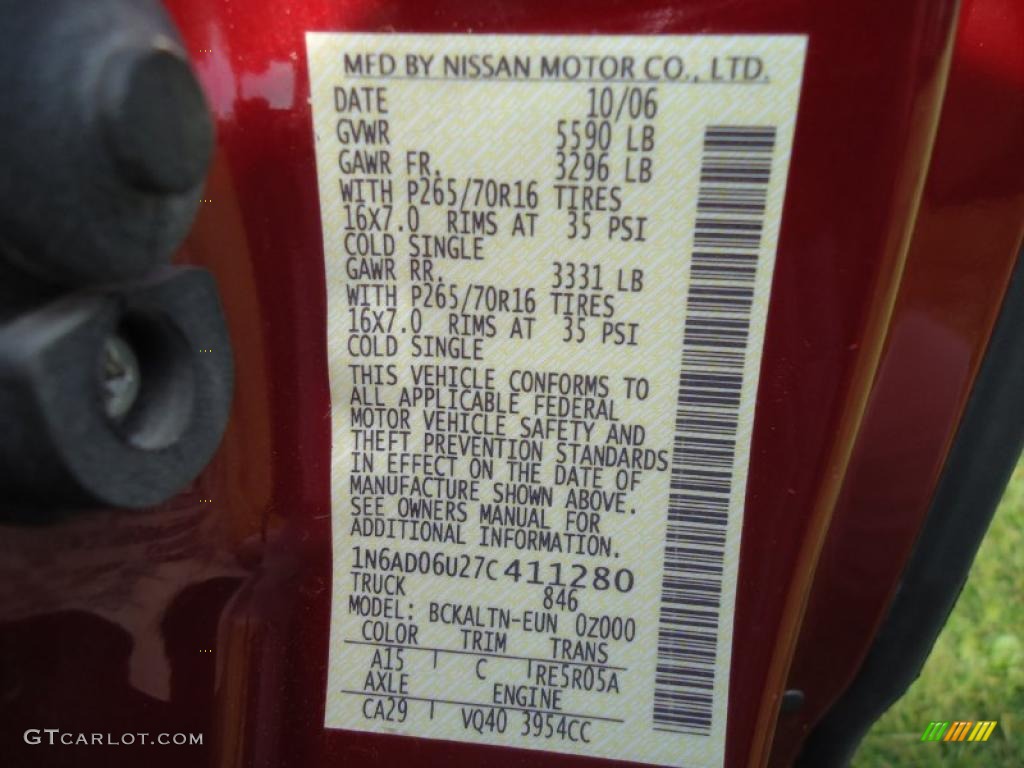 MFD BY NISSAN MOTOR CO., LTD.
DATE 10/06
GVWR 5590 LB
GAWR FR. 3296 LB
WITH P265/70R16 TIRES
16X7.0 RIMS AT 35 PSI
COLD SINGLE
GAWR RR. 3331 LB
WITH P265/70R16 TIRES
16X7.0 RIMS AT 35 PSI
COLD SINGLE
THIS VEHICLE CONFORMS TO
ALL APPLICABLE FEDERAL
MOTOR VEHICLE SAFETY AND
THEFT PREVENTION STANDARDS
IN EFFECT ON THE DATE OF
MANUFACTURE SHOWN ABOVE.
SEE OWNERS MANUAL FOR
ADDITIONAL INFORMATION.
1N6AD06U27C411280
TRUCK 846
MODEL: BCKALTN-EUN 0Z000
COLOR TRIM TRANS
A15 C RE5R05A
AXLE ENGINE
CA29 VQ40 3954CC
GTCARLOT.COM